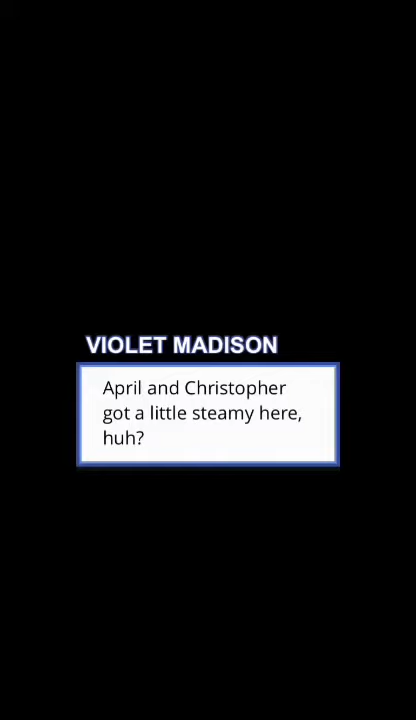 VIOLET MADISON
April and Christopher
got a little steamy here,
huh?